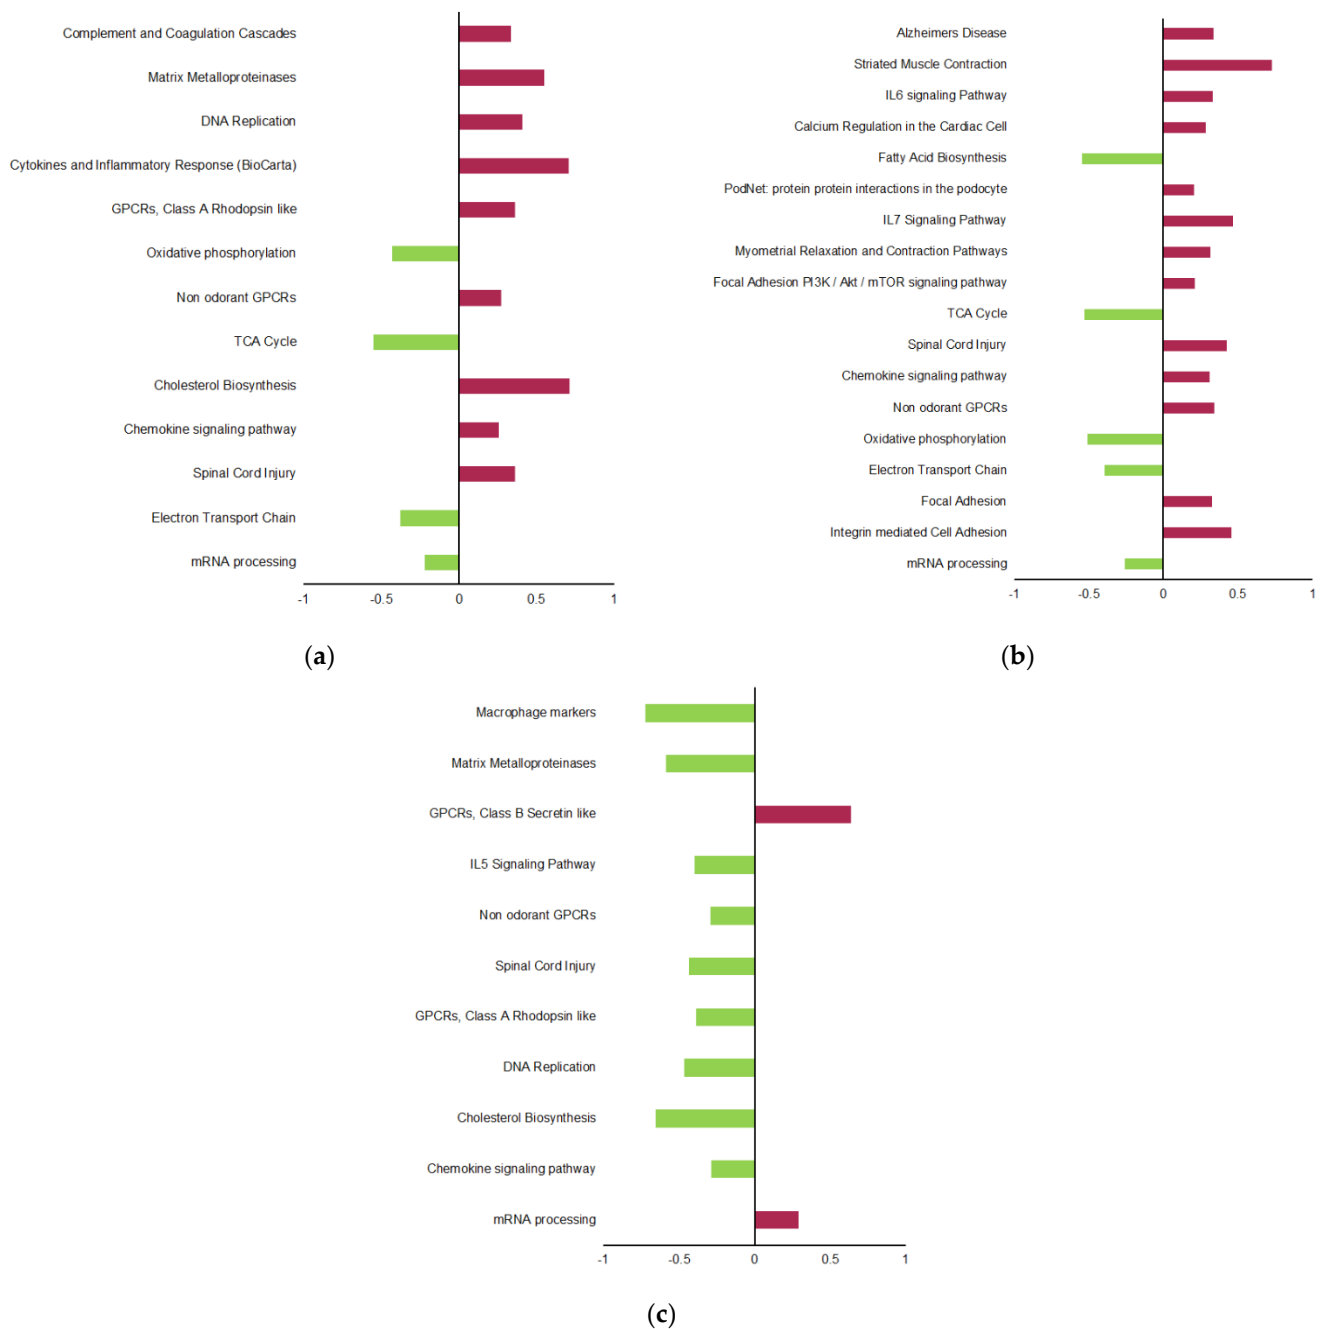 Complement and Coagulation Cascades
Matrix Metalloproteinases
DNA Replication
Cytokines and Inflammatory Response (BioCarta)
GPCRs, Class A Rhodopsin like
Oxidative phosphorylation
Non odorant GPCRs
TCA Cycle
Cholesterol Biosynthesis
Chemokine signaling pathway
Spinal Cord Injury
Electron Transport Chain
mRNA processing
-1 -0.5 0 0.5 1
(a)
Alzheimers Disease
Striated Muscle Contraction
IL6 signaling Pathway
Calcium Regulation in the Cardiac Cell
Fatty Acid Biosynthesis
PodNet: protein protein interactions in the podocyte
IL7 Signaling Pathway
Myometrial Relaxation and Contraction Pathways
Focal Adhesion PI3K / Akt / mTOR signaling pathway
TCA Cycle
Spinal Cord Injury
Chemokine signaling pathway
Non odorant GPCRs
Oxidative phosphorylation
Electron Transport Chain
Focal Adhesion
Integrin mediated Cell Adhesion
mRNA processing
-1 -0.5 0 0.5 1
(b)
Macrophage markers
Matrix Metalloproteinases
GPCRs, Class B Secretin like
IL5 Signaling Pathway
Non odorant GPCRs
Spinal Cord Injury
GPCRs, Class A Rhodopsin like
DNA Replication
Cholesterol Biosynthesis
Chemokine signaling pathway
mRNA processing
-1 -0.5 0 0.5 1
(c)